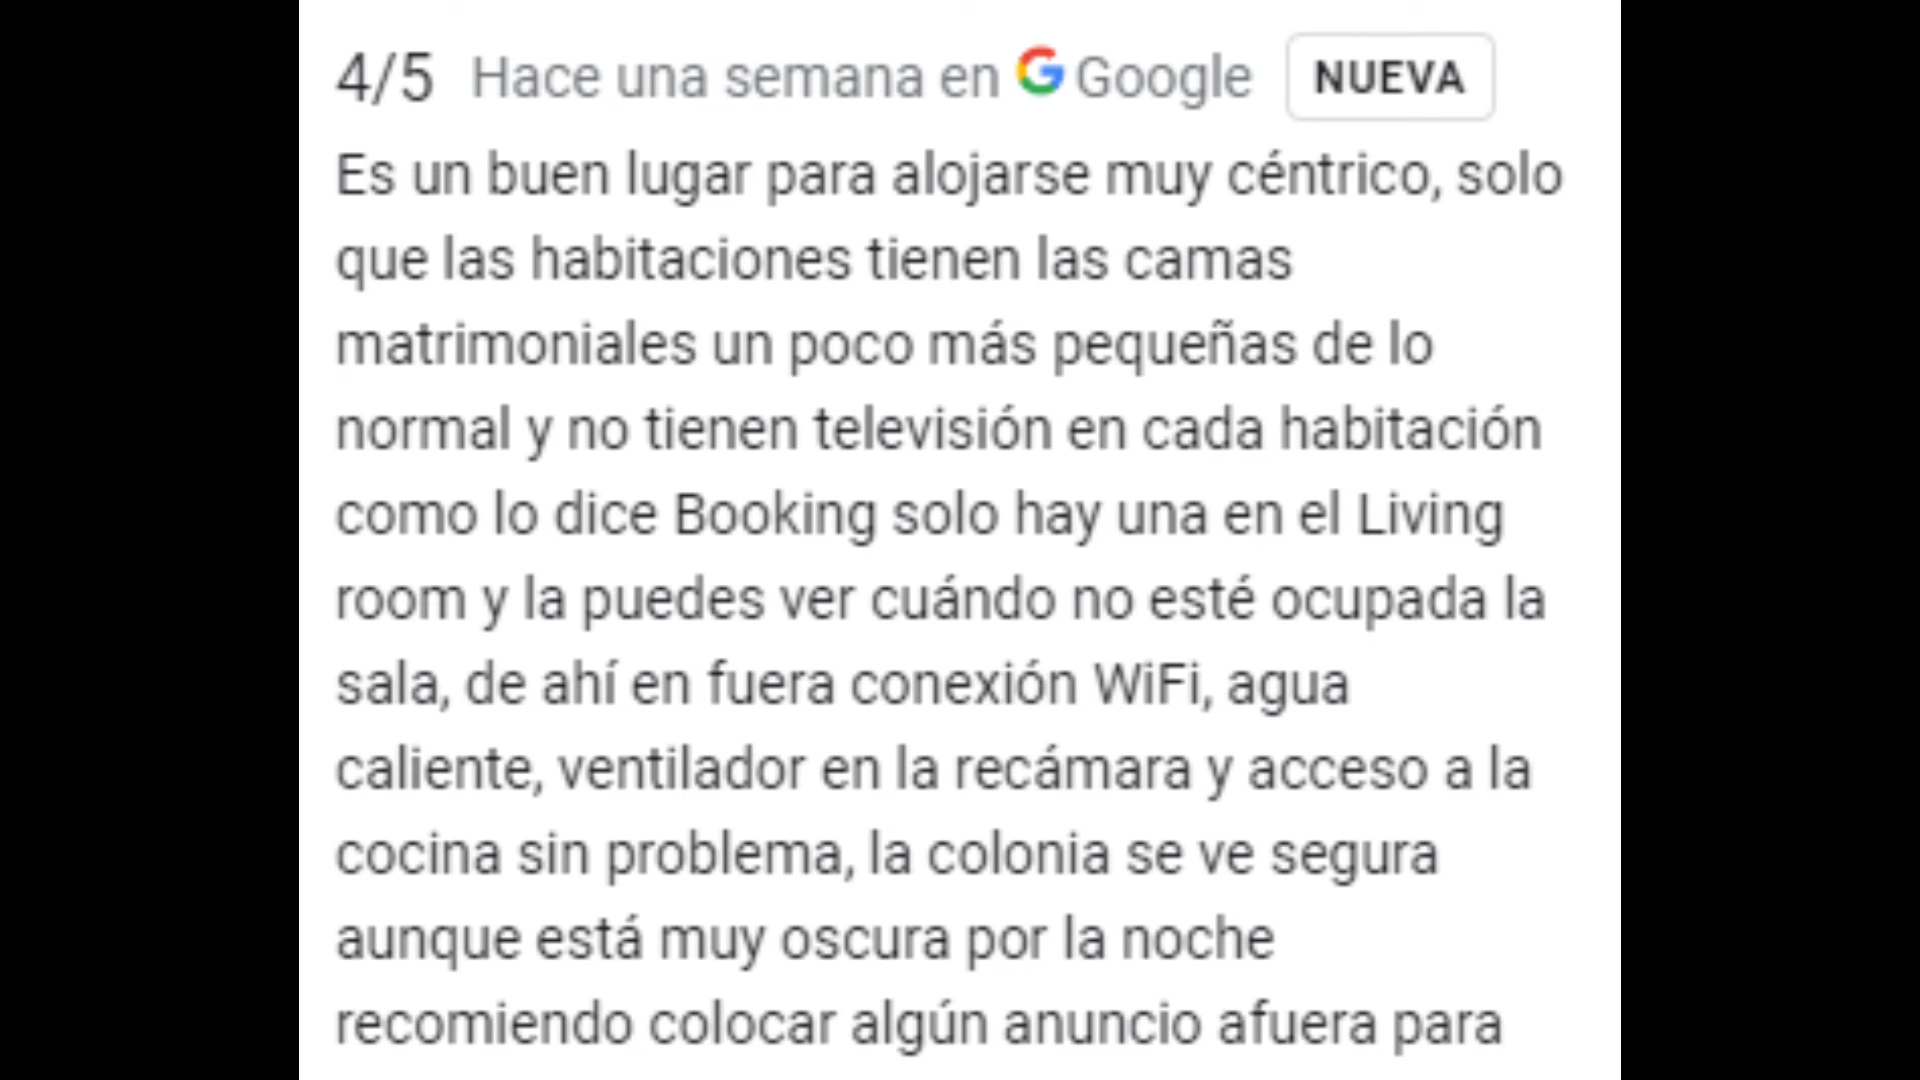 4/5 Hace una semana en Google NUEVA
Es un buen lugar para alojarse muy céntrico, solo
que las habitaciones tienen las camas
matrimoniales un poco más pequeñas de lo
normal y no tienen televisión en cada habitación
como lo dice Booking solo hay una en el Living
room y la puedes ver cuándo no esté ocupada la
sala, de ahí en fuera conexión WiFi, agua
caliente, ventilador en la recámara y acceso a la
cocina sin problema, la colonia se ve segura
aunque está muy oscura por la noche
recomiendo colocar algún anuncio afuera para